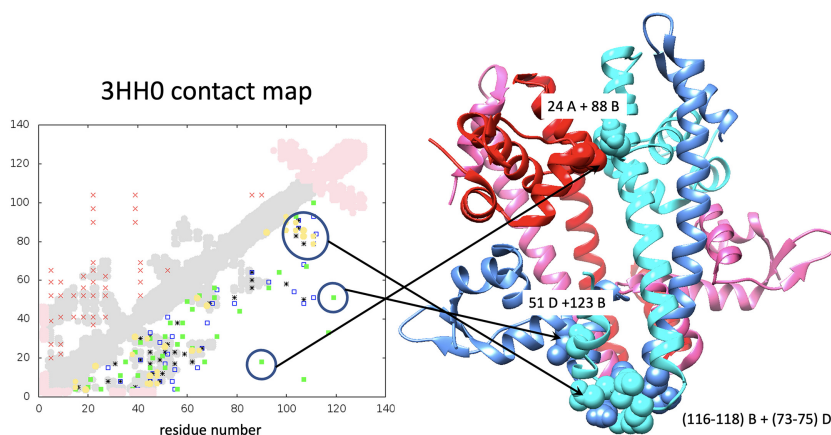 3HH0 contact map
140
120
100
80
60
40
20
0
0 20 40 60 80 100 120 140
residue number
24 A + 88 B
51 D +123 B
(116-118) B + (73-75) D